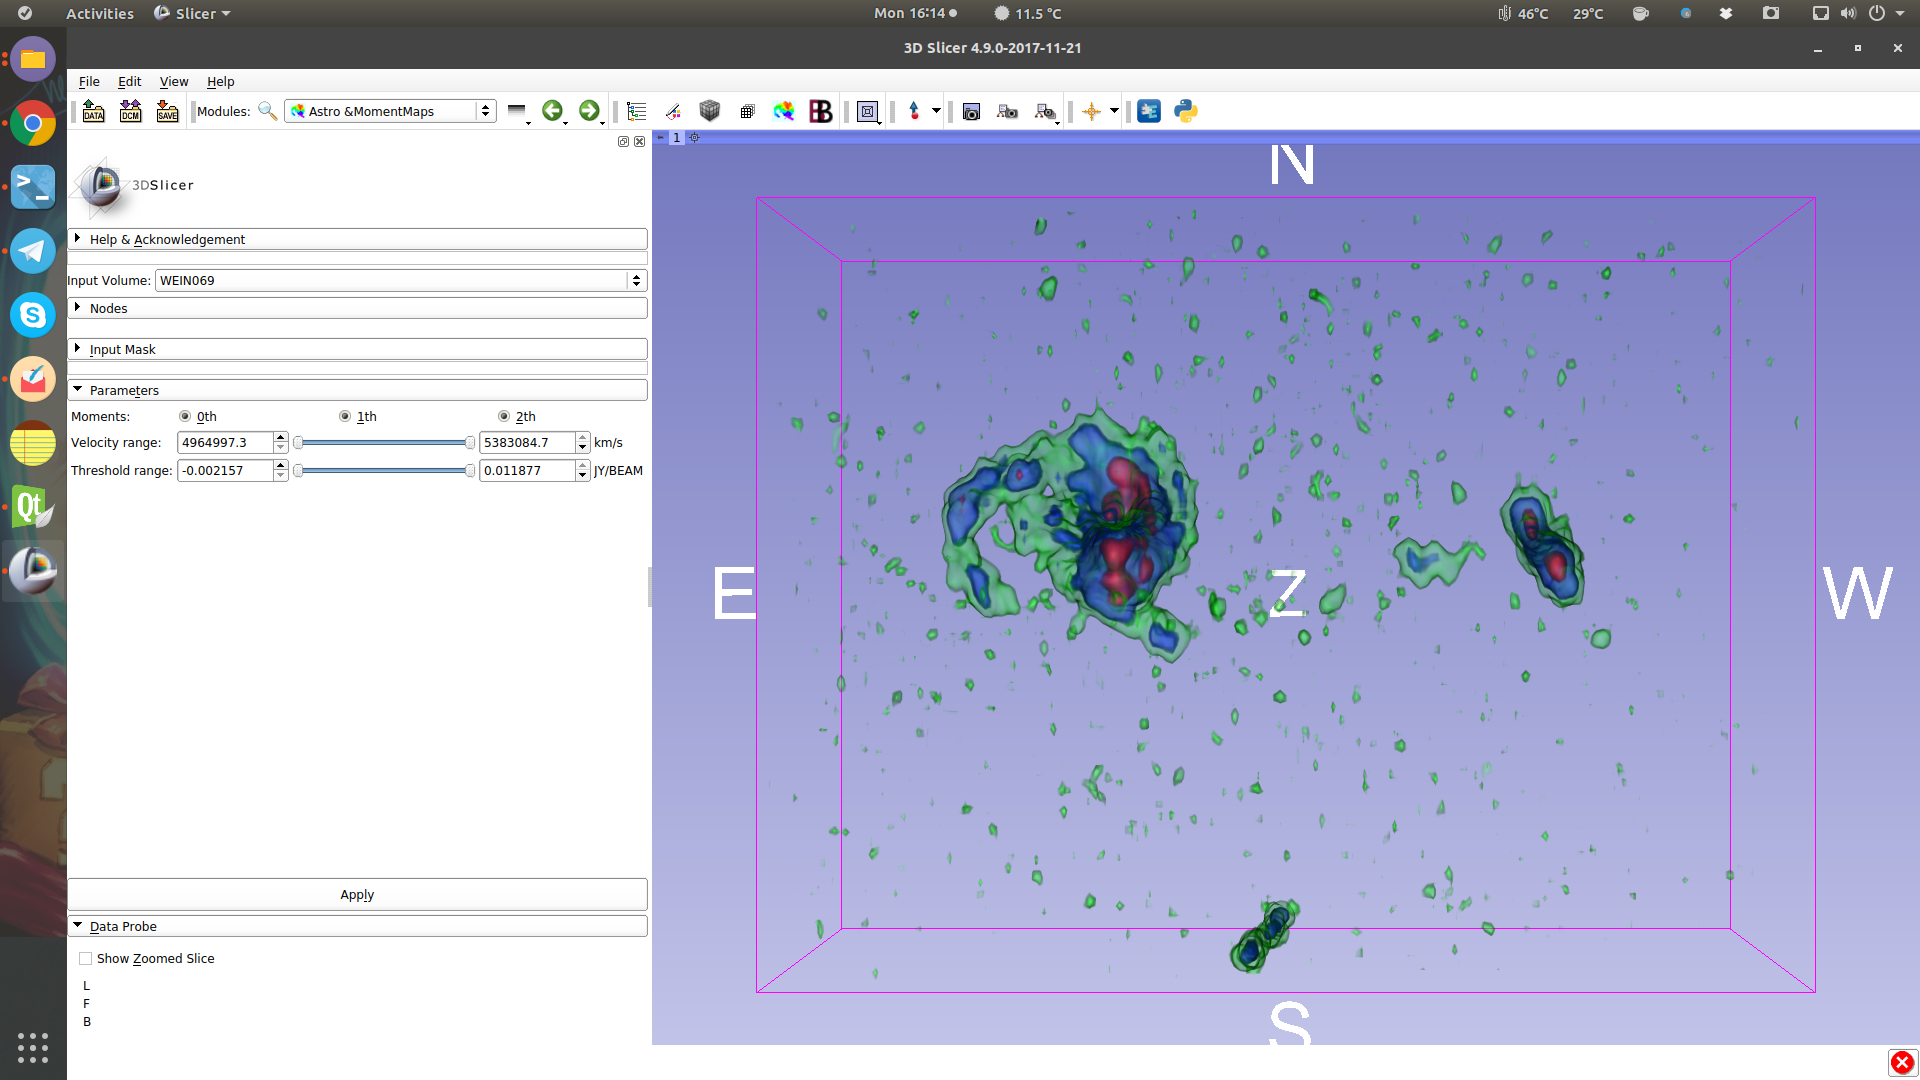 Activities Slicer Mon 16:14 11.5 °C 46°C 29°C
3D Slicer 4.9.0-2017-11-21
File Edit View Help
DATA DCM SAVE Modules: Astro &MomentMaps
1
3DSlicer
Help & Acknowledgement
Input Volume: WEIN069
Nodes
Input Mask
Parameters
Moments: 0th 1th 2th
Velocity range: 4964997.3 5383084.7 km/s
Threshold range: -0.002157 0.011877 JY/BEAM
Apply
Data Probe
Show Zoomed Slice
L
F
B
N
E Z W
S
Qt